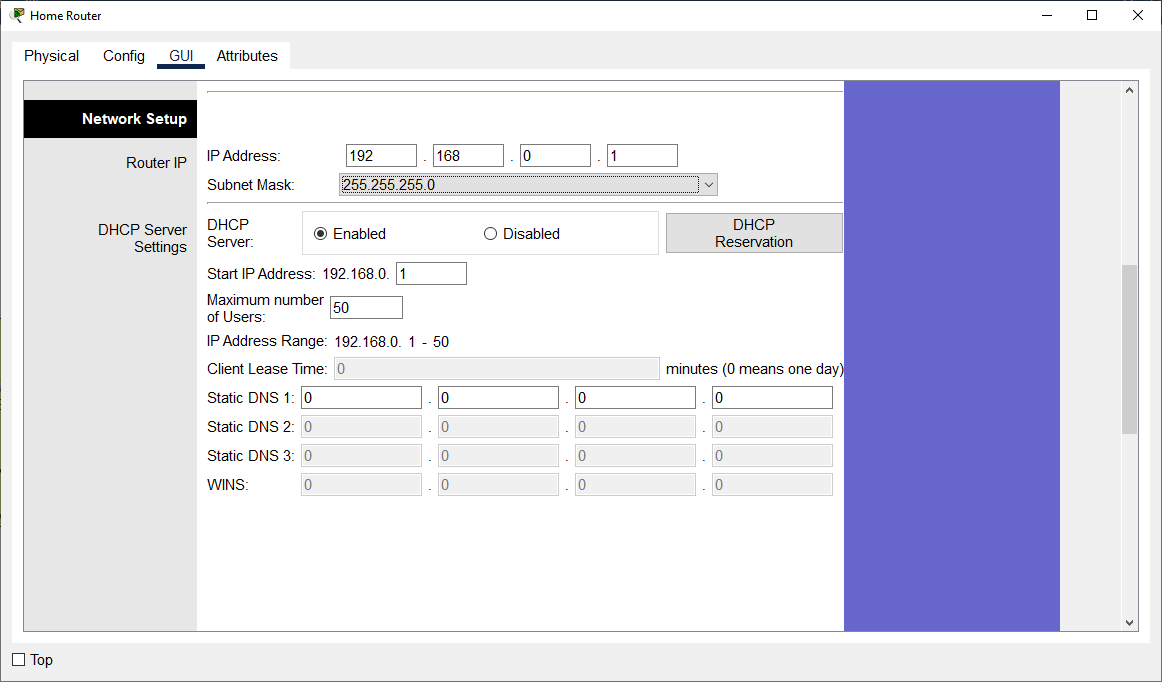 Home Router
Physical Config GUI Attributes
Network Setup
Router IP
IP Address: 192 . 168 . 0 . 1
Subnet Mask: 255.255.255.0
DHCP Server
Settings
DHCP
Server:
Enabled Disabled
DHCP
Reservation
Start IP Address: 192.168.0. 1
Maximum number
of Users:
50
IP Address Range: 192.168.0. 1 - 50
Client Lease Time: 0 minutes (0 means one day)
Static DNS 1: 0 . 0 . 0 . 0
Static DNS 2: 0 . 0 . 0 . 0
Static DNS 3: 0 . 0 . 0 . 0
WINS: 0 . 0 . 0 . 0
Top